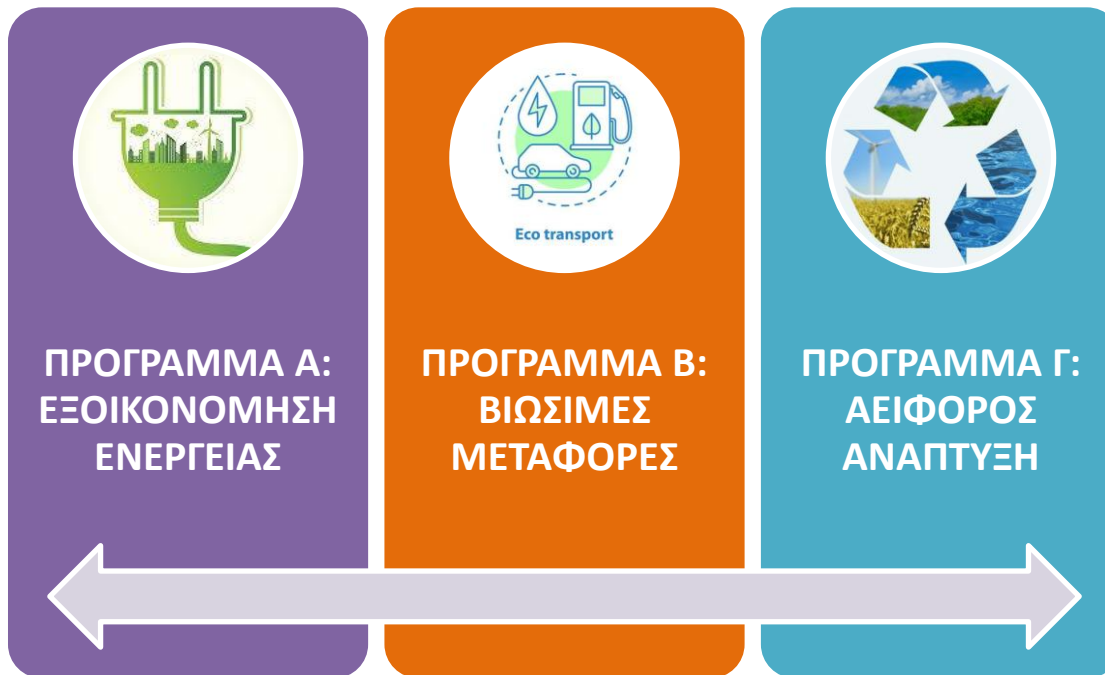 Eco transport
ΠΡΟΓΡΑΜΜΑ Α:
ΕΞΟΙΚΟΝΟΜΗΣΗ
ΕΝΕΡΓΕΙΑΣ
ΠΡΟΓΡΑΜΜΑ Β:
ΒΙΩΣΙΜΕΣ
ΜΕΤΑΦΟΡΕΣ
ΠΡΟΓΡΑΜΜΑ Γ:
ΑΕΙΦΟΡΟΣ
ΑΝΑΠΤΥΞΗ